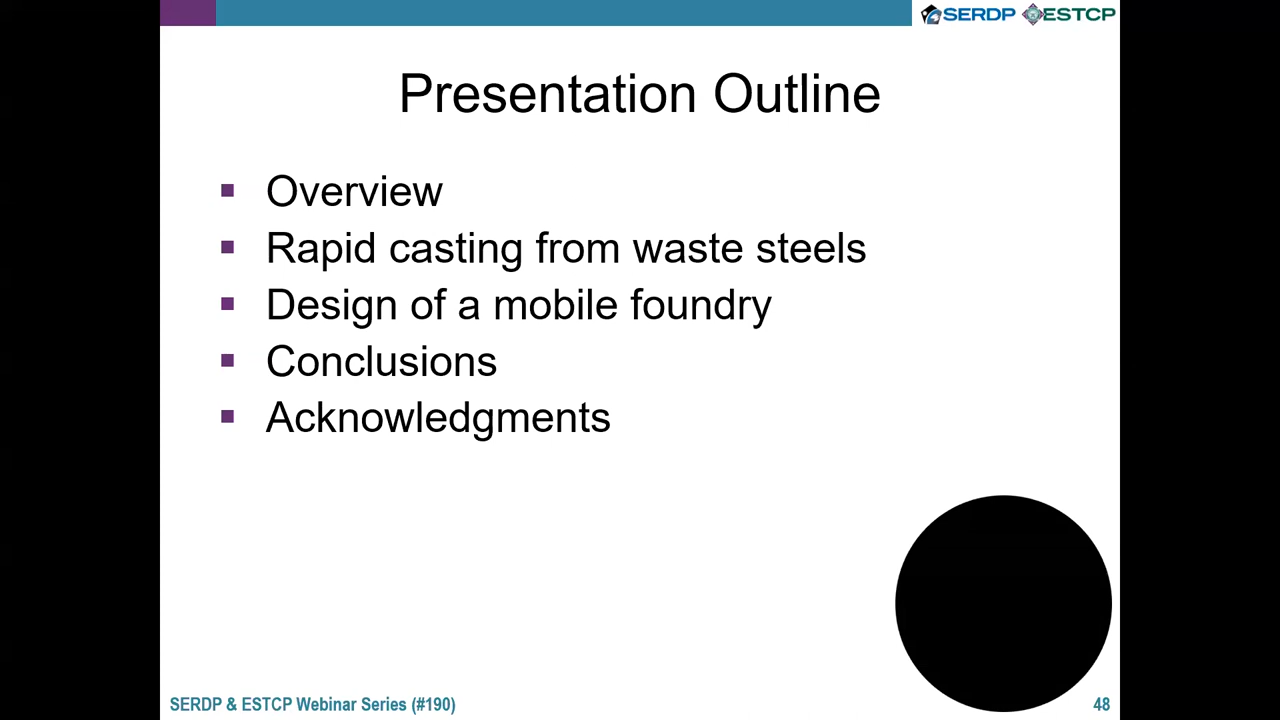 SERDP ESTCP
Presentation Outline
Overview
Rapid casting from waste steels
Design of a mobile foundry
Conclusions
Acknowledgments
SERDP & ESTCP Webinar Series (#190)
48